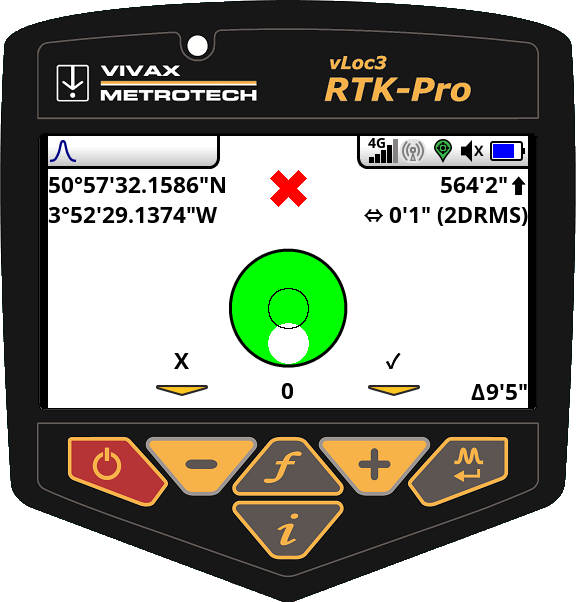 VIVAX
METROTECH
vLoc3
RTK-Pro
4G
X
50°57'32.1586"N
564'2"
3°52'29.1374"W
⇔ 0'1" (2DRMS)
X ✓
0
Δ9'5"
f
i